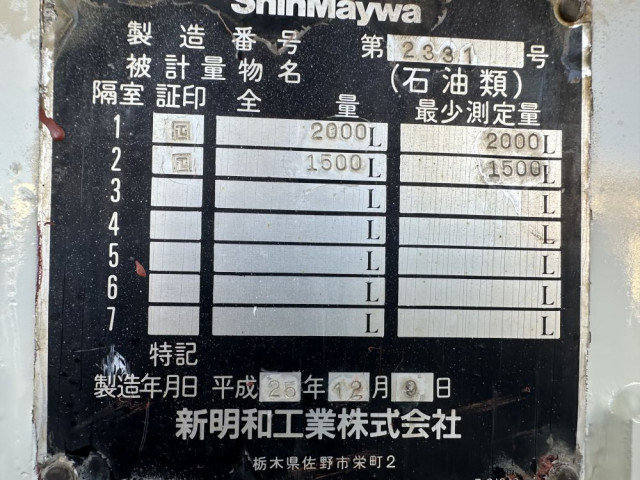 ShinMaywa
製造番号 第2331号
被計量物名 (石油類)
隔室 証印 全量 最少測定量
1 回 2000L 2000L
2 回 1500L 1500L
3 L L
4 L L
5 L L
6 L L
7 L L
特記
製造年月日 平成25年12月9日
新明和工業株式会社
栃木県佐野市栄町2